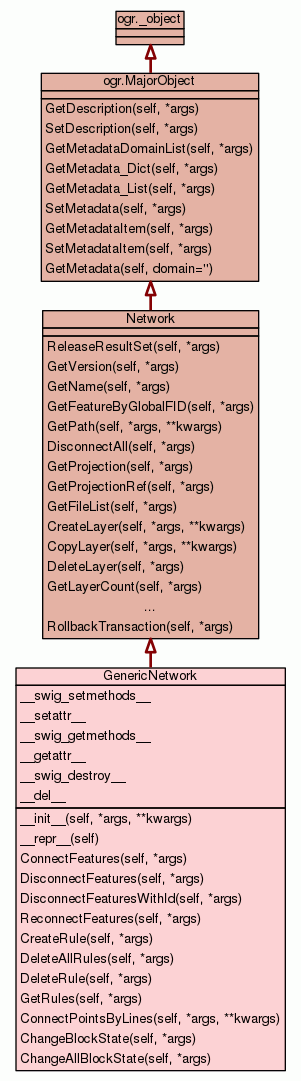 ogr._object
ogr.MajorObject
GetDescription(self, *args)
SetDescription(self, *args)
GetMetadataDomainList(self, *args)
GetMetadata_Dict(self, *args)
GetMetadata_List(self, *args)
SetMetadata(self, *args)
GetMetadataItem(self, *args)
SetMetadataItem(self, *args)
GetMetadata(self, domain='')
Network
ReleaseResultSet(self, *args)
GetVersion(self, *args)
GetName(self, *args)
GetFeatureByGlobalFID(self, *args)
GetPath(self, *args, **kwargs)
DisconnectAll(self, *args)
GetProjection(self, *args)
GetProjectionRef(self, *args)
GetFileList(self, *args)
CreateLayer(self, *args, **kwargs)
CopyLayer(self, *args, **kwargs)
DeleteLayer(self, *args)
GetLayerCount(self, *args)
...
RollbackTransaction(self, *args)
GenericNetwork
__swig_setmethods__
__setattr__
__swig_getmethods__
__getattr__
__swig_destroy__
__del__
__init__(self, *args, **kwargs)
__repr__(self)
ConnectFeatures(self, *args)
DisconnectFeatures(self, *args)
DisconnectFeaturesWithId(self, *args)
ReconnectFeatures(self, *args)
CreateRule(self, *args)
DeleteAllRules(self, *args)
DeleteRule(self, *args)
GetRules(self, *args)
ConnectPointsByLines(self, *args, **kwargs)
ChangeBlockState(self, *args)
ChangeAllBlockState(self, *args)